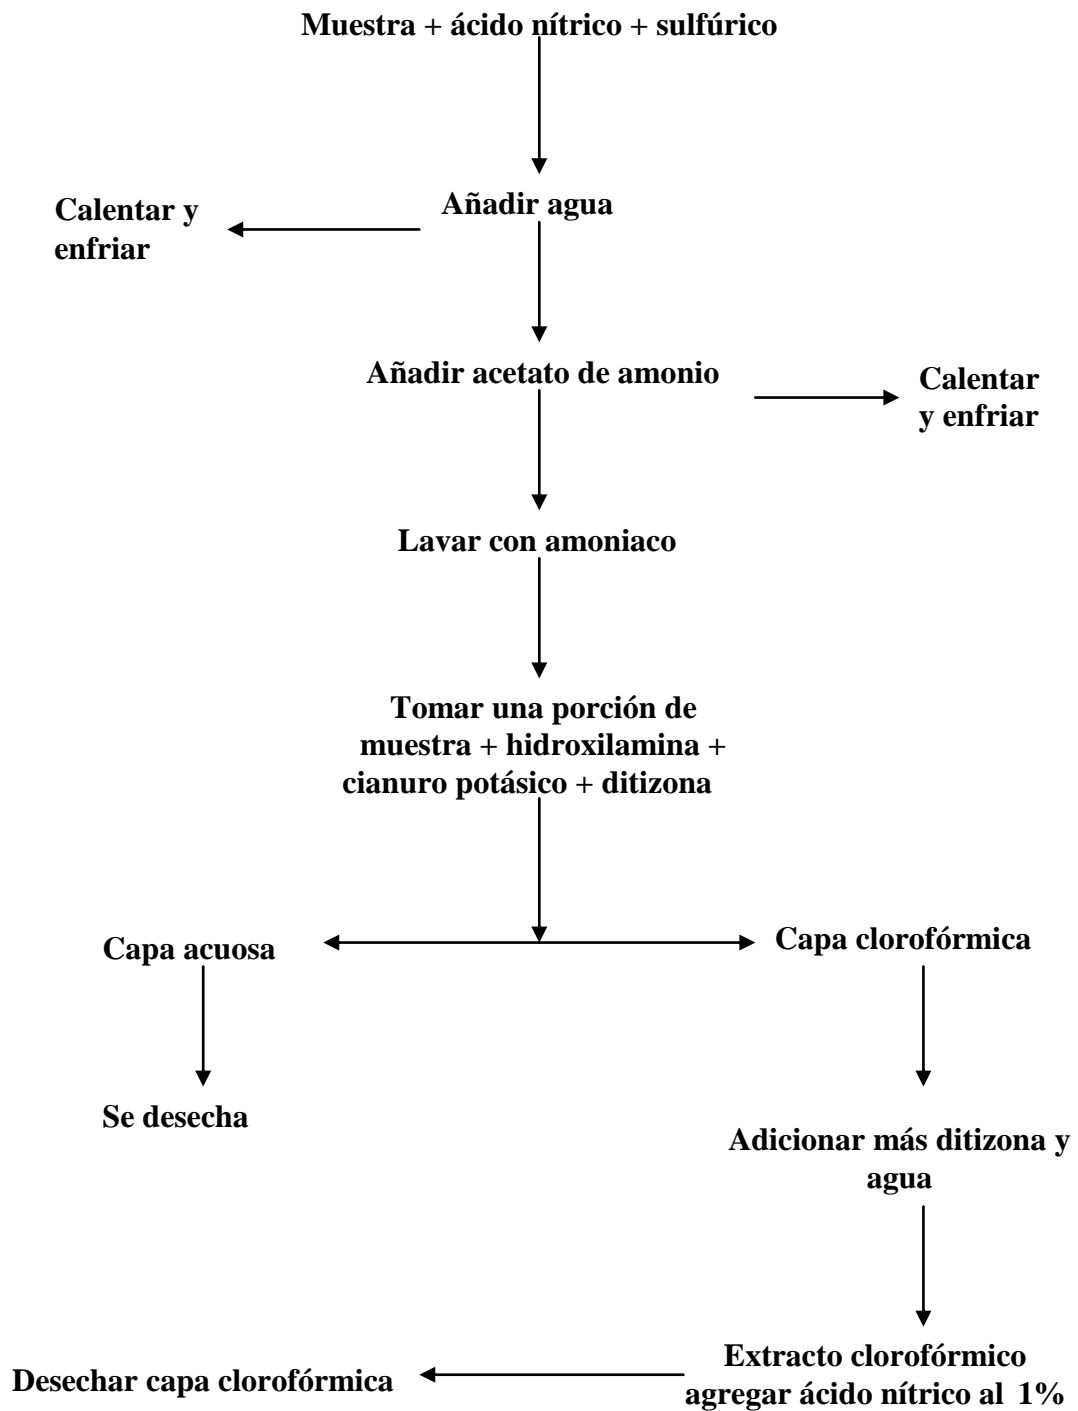 Muestra + ácido nítrico + sulfúrico
Calentar y
enfriar
Añadir agua
Añadir acetato de amonio
Calentar
y enfriar
Lavar con amoniaco
Tomar una porción de
muestra + hidroxilamina +
cianuro potásico + ditizona
Capa acuosa
Capa clorofórmica
Se desecha
Adicionar más ditizona y
agua
Extracto clorofórmico
agregar ácido nítrico al 1%
Desechar capa clorofórmica